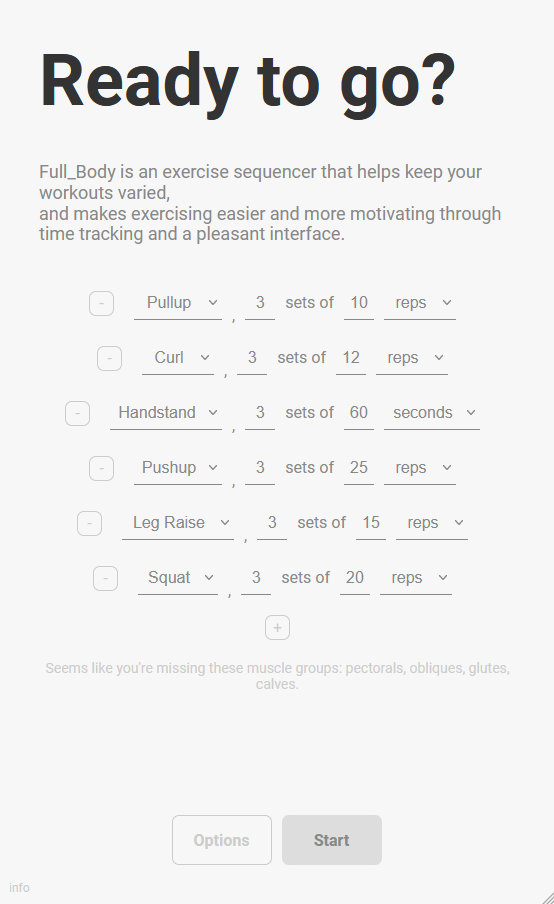 Ready to go?
Full_Body is an exercise sequencer that helps keep your
workouts varied,
and makes exercising easier and more motivating through
time tracking and a pleasant interface.
- Pullup , 3 sets of 10 reps
- Curl , 3 sets of 12 reps
- Handstand , 3 sets of 60 seconds
- Pushup , 3 sets of 25 reps
- Leg Raise , 3 sets of 15 reps
- Squat , 3 sets of 20 reps
+
Seems like you're missing these muscle groups: pectorals, obliques, glutes,
calves.
Options Start
info